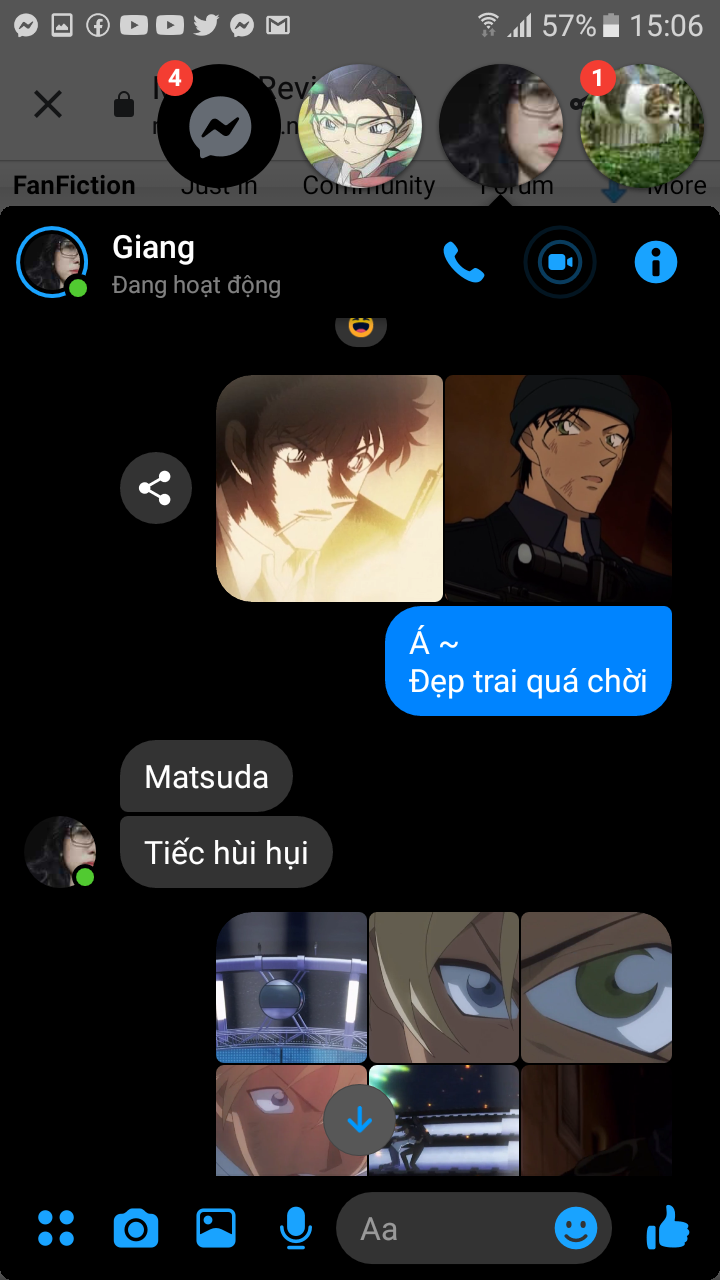 57% 15:06
4
1
FanFiction Just In Community Forum More
Giang
Đang hoạt động
Á ~
Đẹp trai quá chời
Matsuda
Tiếc hùi hụi
Aa